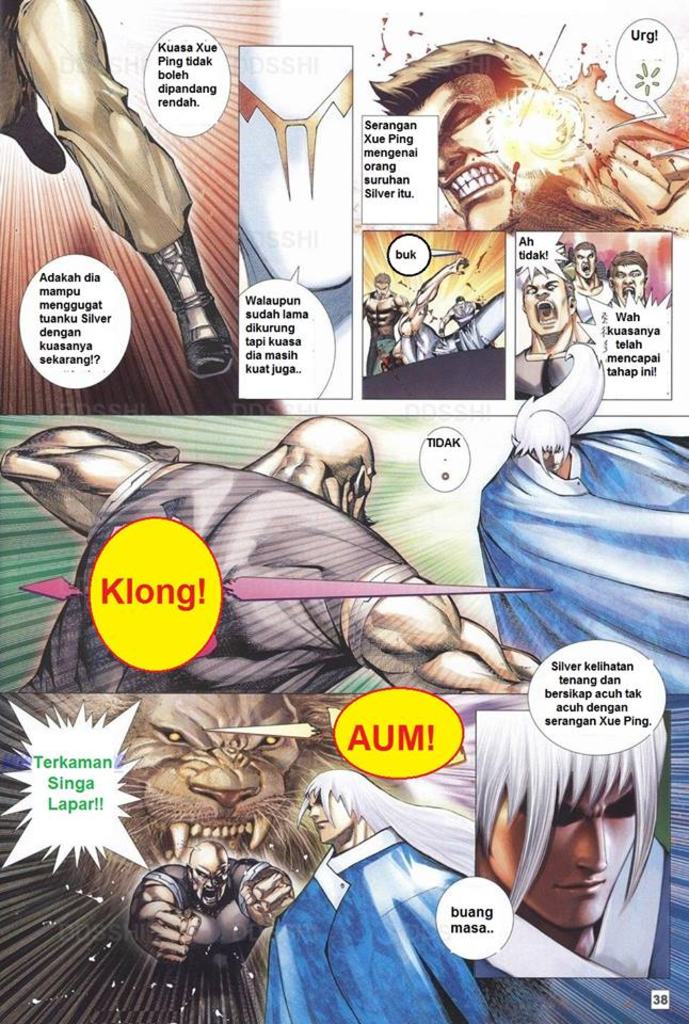 Kuasa Xue
Ping tidak
boleh
dipandang
rendah.
Adakah dia
mampu
menggugat
tuanku Silver
dengan
kuasanya
sekarang!?
Walaupun
sudah lama
dikurung
tapi kuasa
dia masih
kuat juga..
Urg!
Serangan
Xue Ping
mengenai
orang
suruhan
Silver itu.
buk
Ah
tidak!
Wah
kuasanya
telah
mencapai
tahap ini!
TIDAK
Klong!
Silver kelihatan
tenang dan
bersikap acuh tak
acuh dengan
serangan Xue Ping.
Terkaman
Singa
Lapar!!
AUM!
buang
masa..
38
DDSSHI